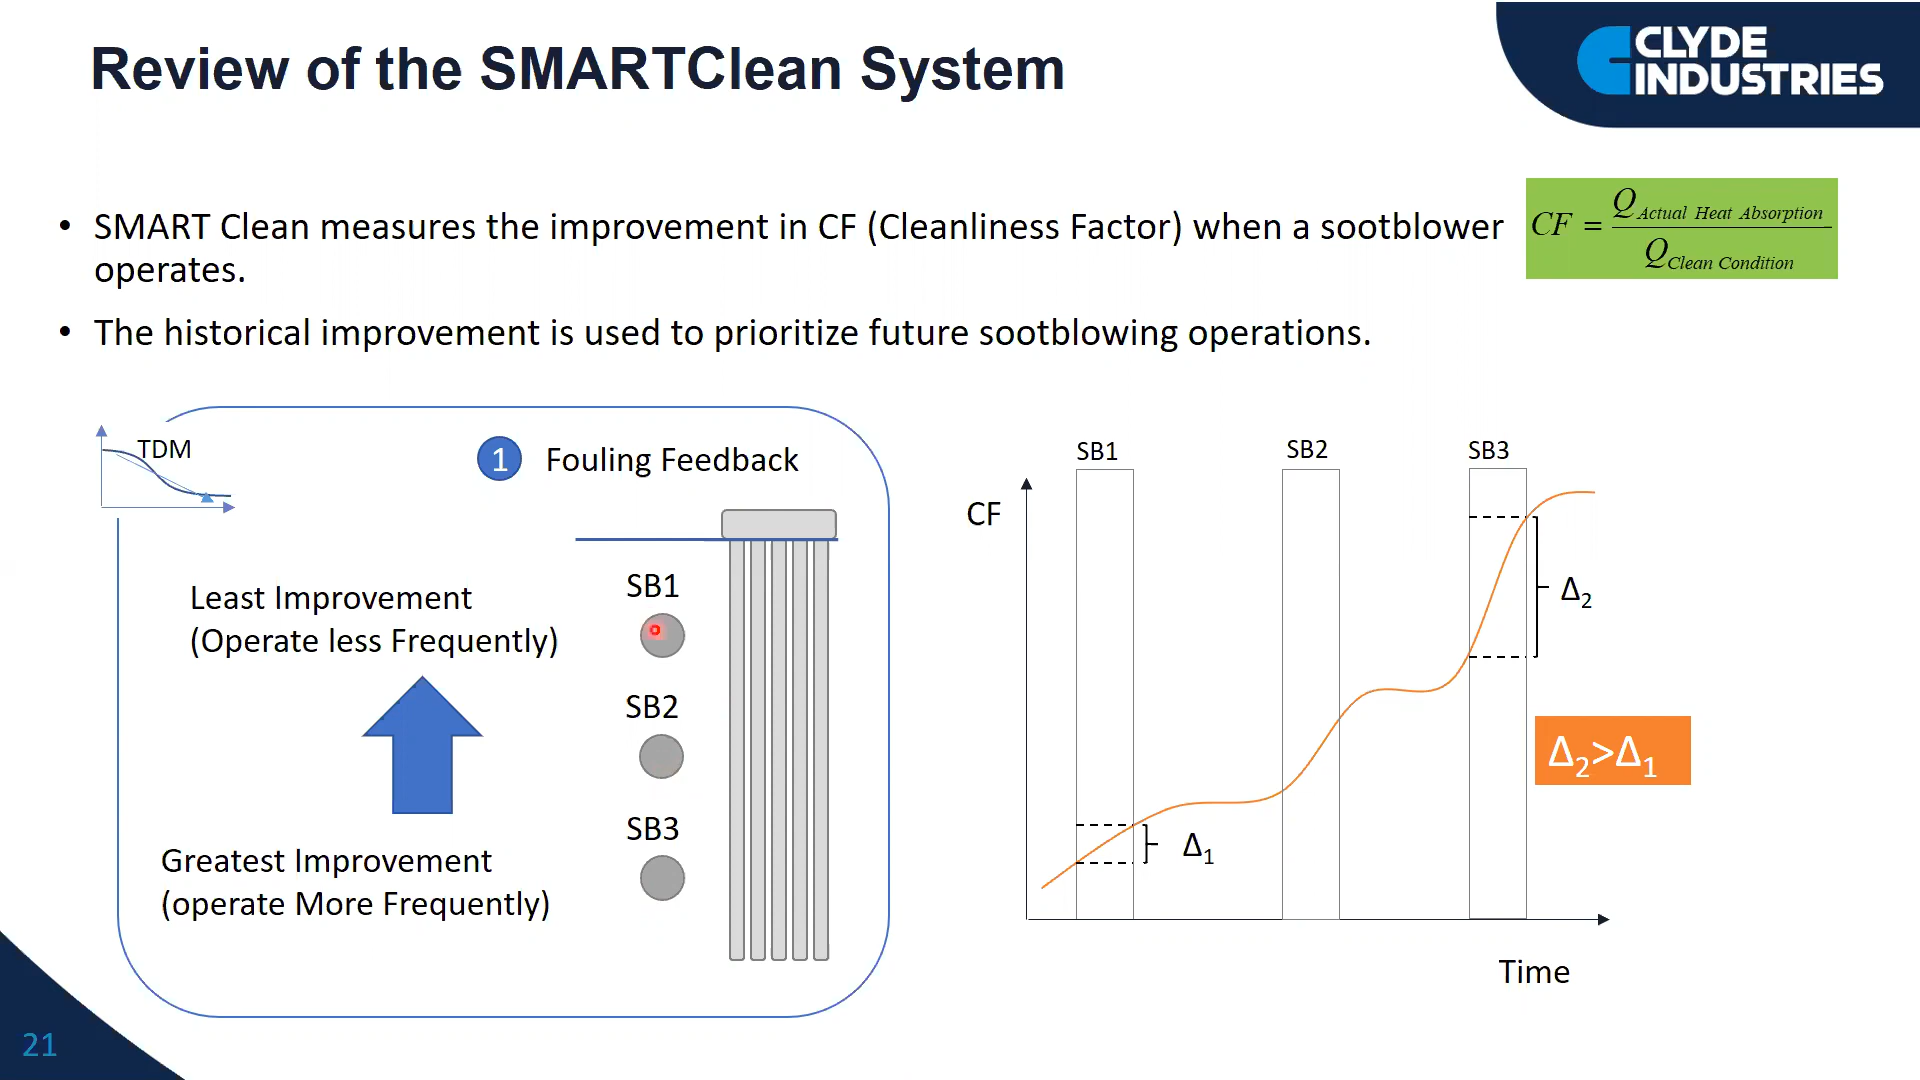 Review of the SMARTClean System
CLYDE
INDUSTRIES
• SMART Clean measures the improvement in CF (Cleanliness Factor) when a sootblower
operates.
CF = Q Actual Heat Absorption / Q Clean Condition
• The historical improvement is used to prioritize future sootblowing operations.
TDM
1 Fouling Feedback
Least Improvement
(Operate less Frequently)
Greatest Improvement
(operate More Frequently)
SB1
SB2
SB3
SB1
SB2
SB3
CF
Δ2
Δ2>Δ1
Δ1
Time
21